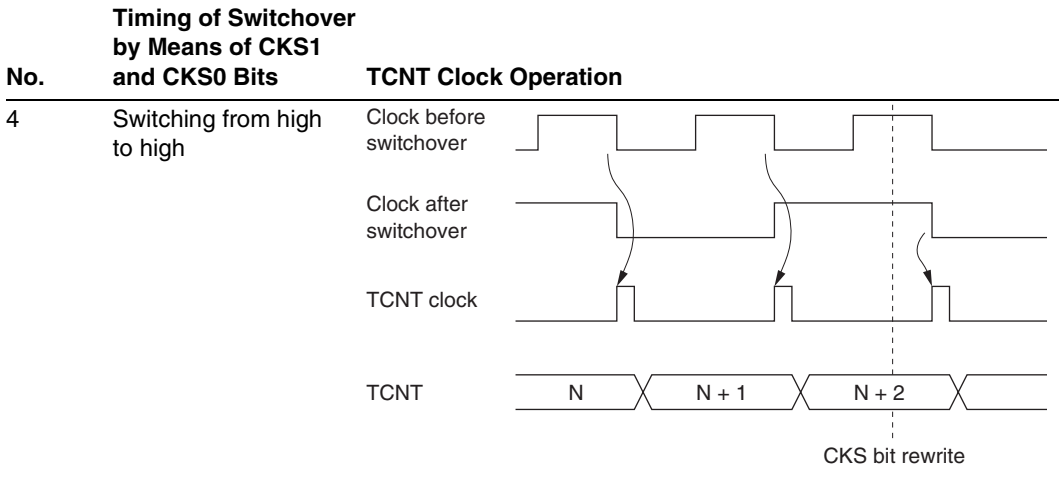 No.
Timing of Switchover
by Means of CKS1
and CKS0 Bits
TCNT Clock Operation
4
Switching from high
to high
Clock before
switchover
Clock after
switchover
TCNT clock
TCNT
N
N + 1
N + 2
CKS bit rewrite